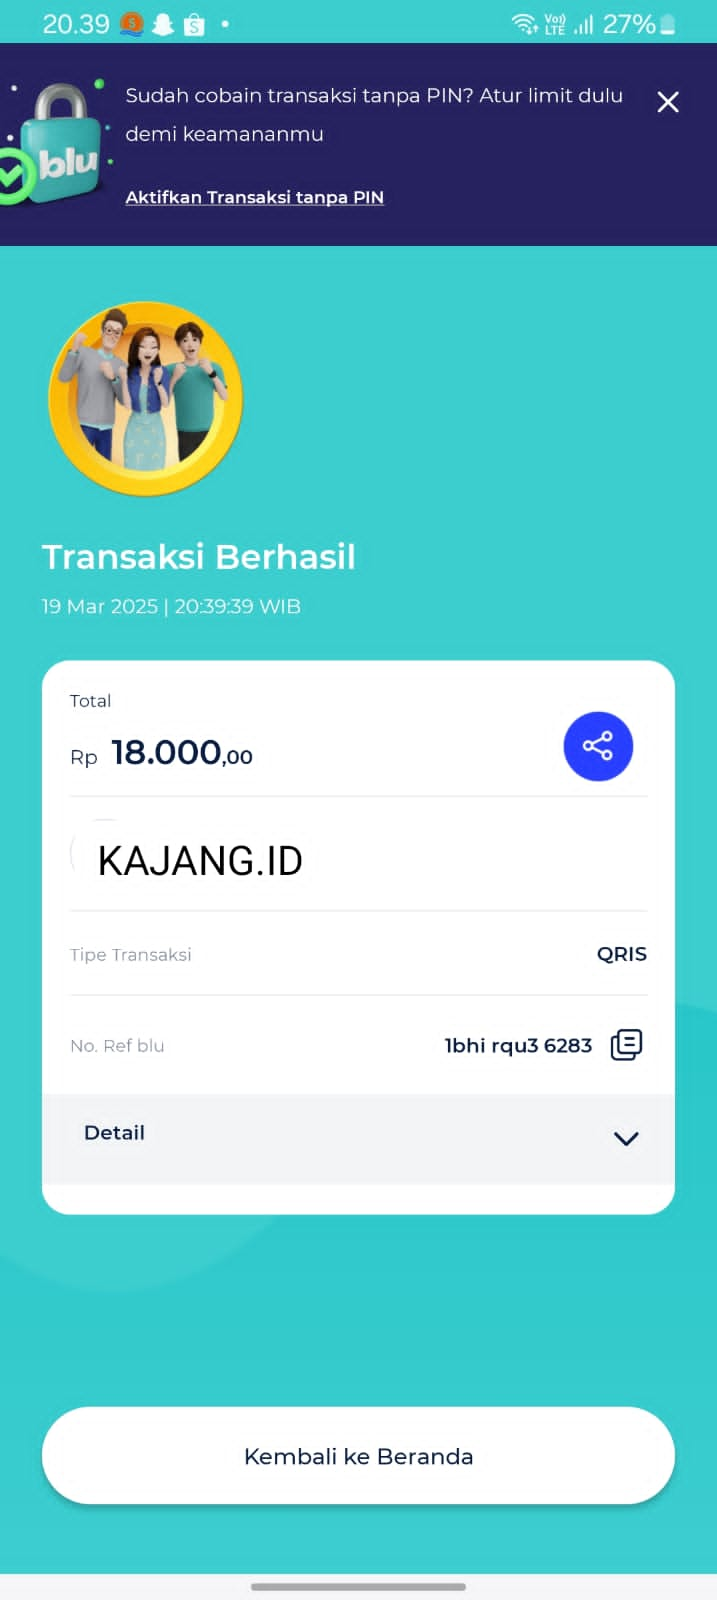 20.39
Vo))
LTE
27%
blu
Sudah cobain transaksi tanpa PIN? Atur limit dulu
demi keamananmu
Aktifkan Transaksi tanpa PIN
Transaksi Berhasil
19 Mar 2025 | 20:39:39 WIB
Total
Rp 18.000,00
KAJANG.ID
Tipe Transaksi QRIS
No. Ref blu 1bhi rqu3 6283
Detail
Kembali ke Beranda